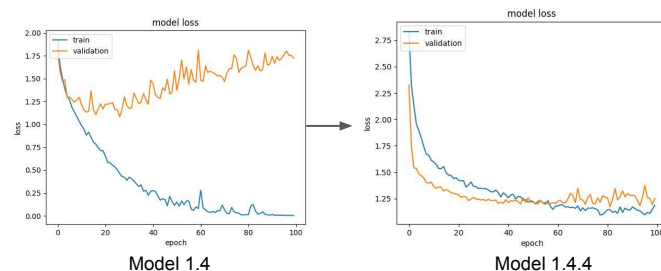 model loss
train
validation
2.00
1.75
1.50
1.25
1.00
0.75
0.50
0.25
0.00
loss
0
20
40
60
80
100
epoch
Model 1.4
model loss
train
validation
2.75
2.50
2.25
2.00
1.75
1.50
1.25
loss
0
20
40
60
80
100
epoch
Model 1.4.4